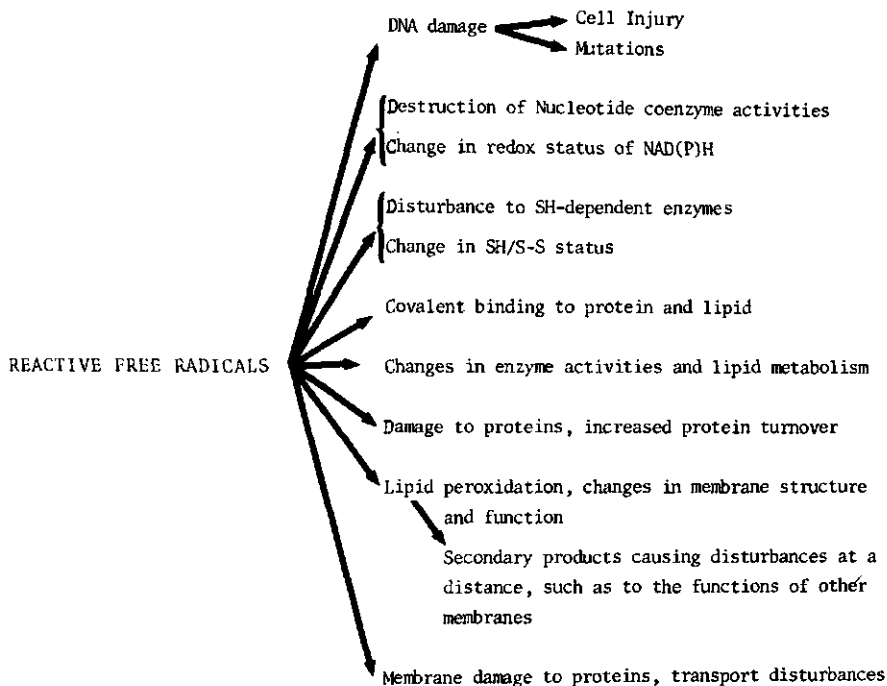 DNA damage
Cell Injury
Mutations
Destruction of Nucleotide coenzyme activities
Change in redox status of NAD(P)H
Disturbance to SH-dependent enzymes
Change in SH/S-S status
Covalent binding to protein and lipid
REACTIVE FREE RADICALS
Changes in enzyme activities and lipid metabolism
Damage to proteins, increased protein turnover
Lipid peroxidation, changes in membrane structure
and function
Secondary products causing disturbances at a
distance, such as to the functions of other
membranes
Membrane damage to proteins, transport disturbances